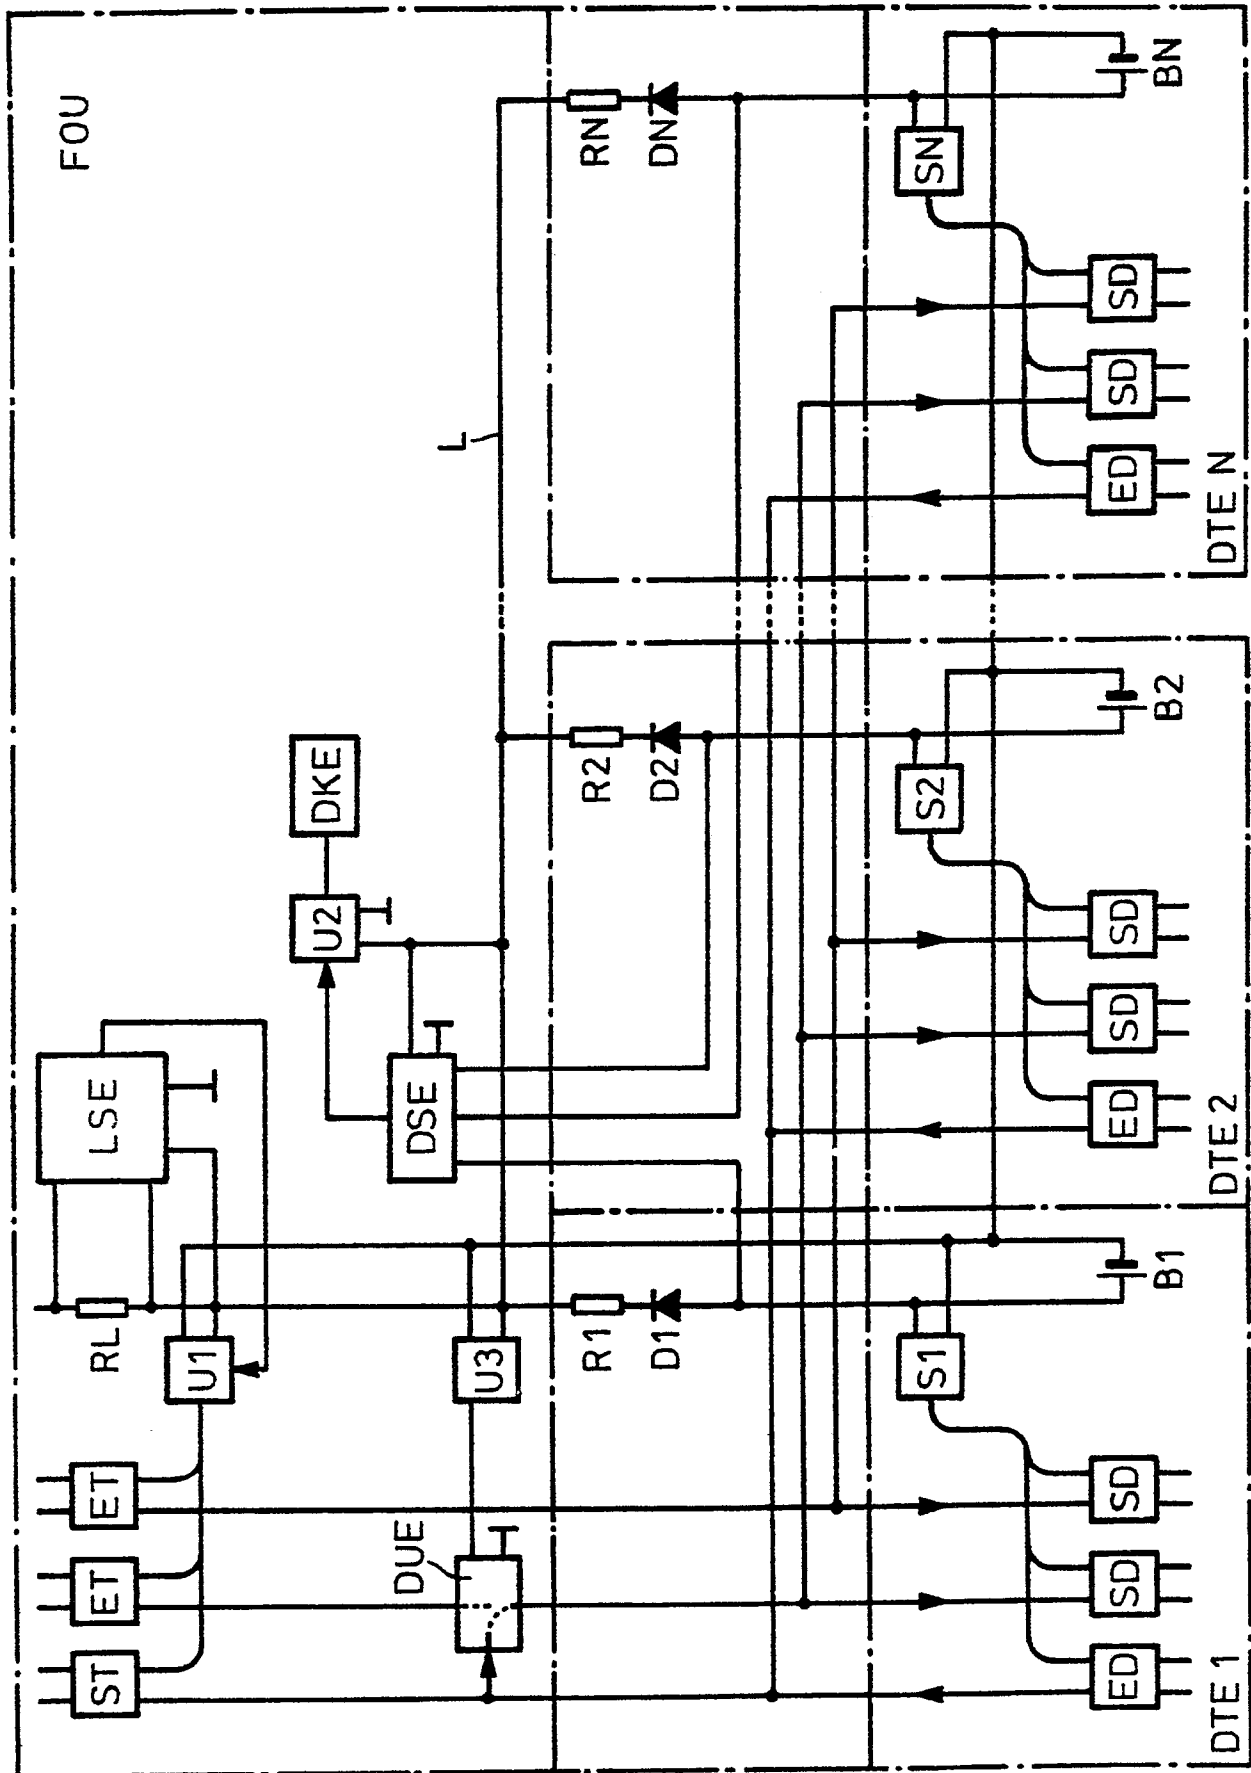 FOU
ST ET ET RL LSE
U1
U2 DKE
DUE DSE
L
U3
R1 R2 RN
D1 D2 DN
S1 S2 SN
ED SD SD ED SD SD ED SD SD
B1 B2 BN
DTE 1 DTE 2 DTE N